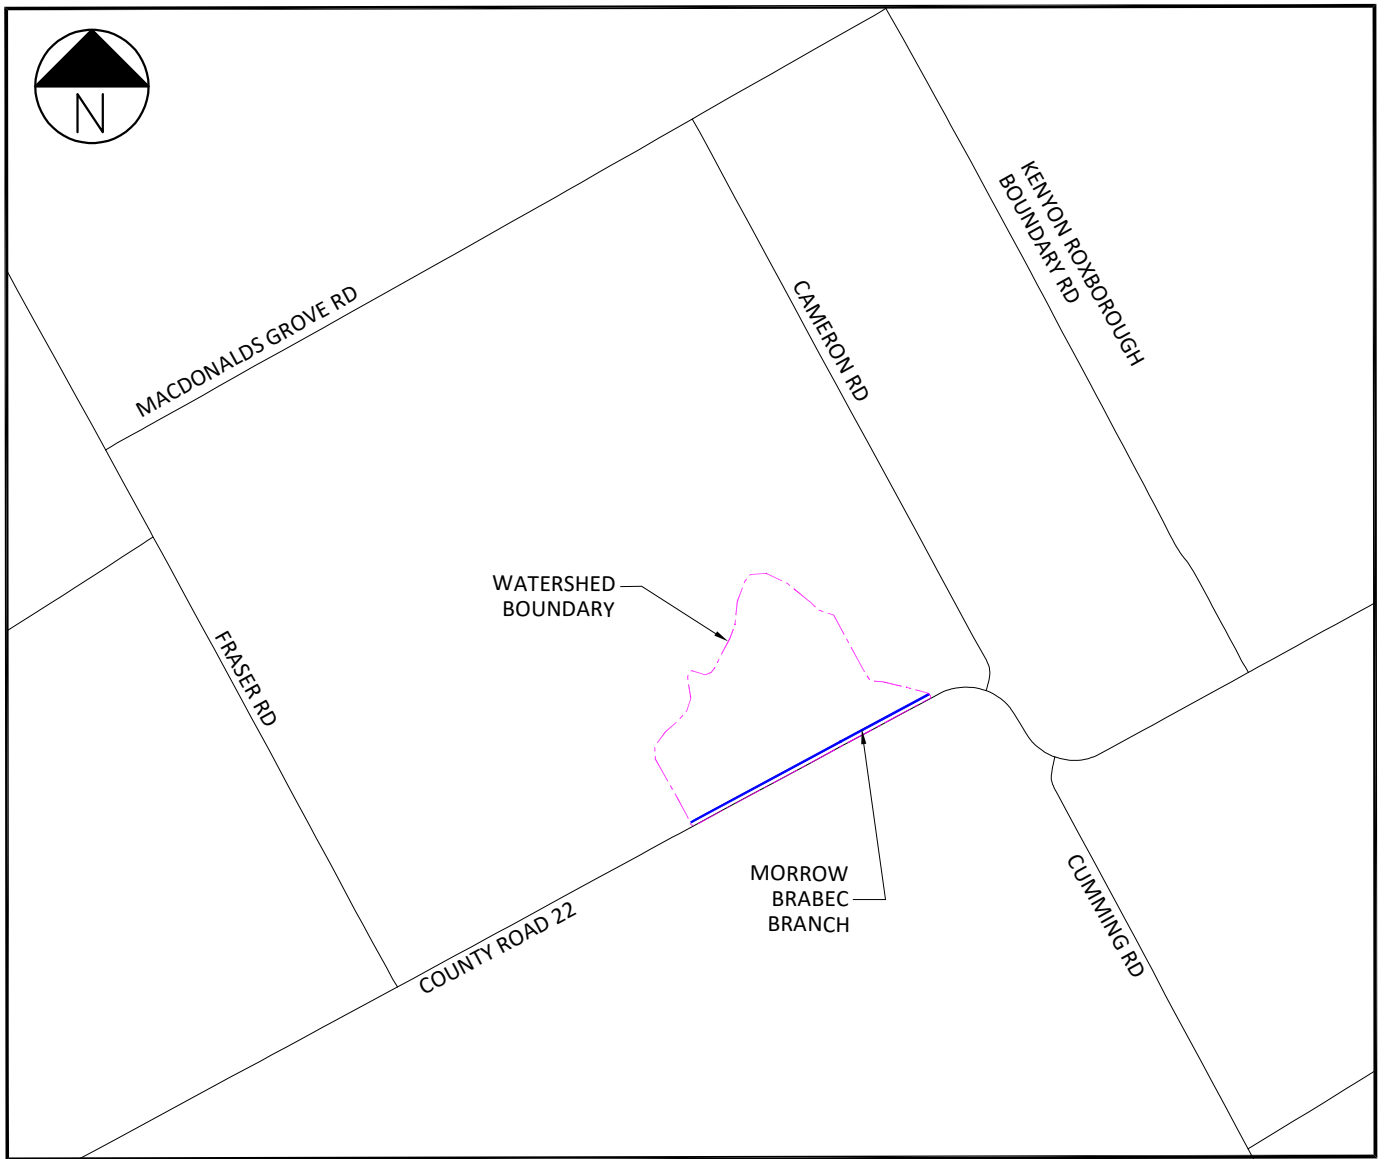 N
KENYON ROXBOROUGH
BOUNDARY RD
MACDONALDS GROVE RD
CAMERON RD
WATERSHED
BOUNDARY
FRASER RD
MORROW
BRABEC
BRANCH
COUNTY ROAD 22
CUMMING RD